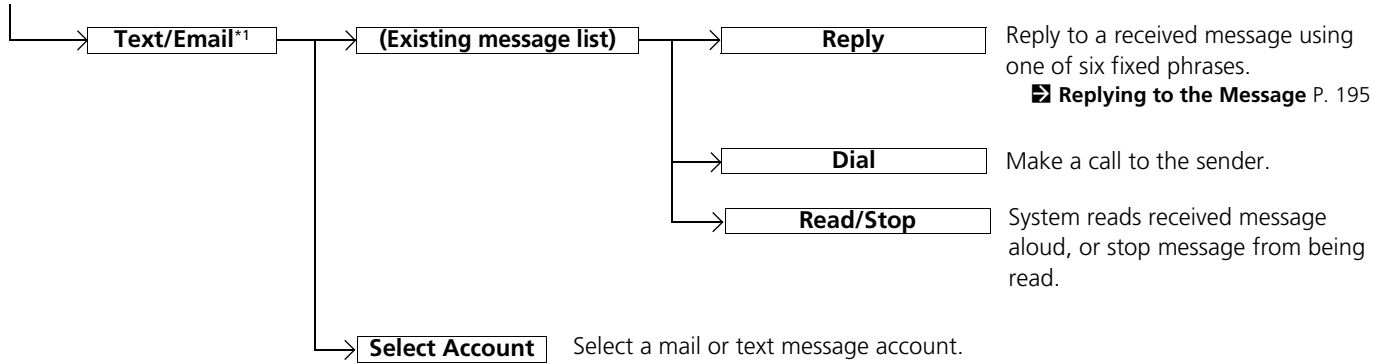 Text/Email*1
(Existing message list)
Reply
Reply to a received message using
one of six fixed phrases.
Replying to the Message P. 195
Dial
Make a call to the sender.
Read/Stop
System reads received message
aloud, or stop message from being
read.
Select Account
Select a mail or text message account.